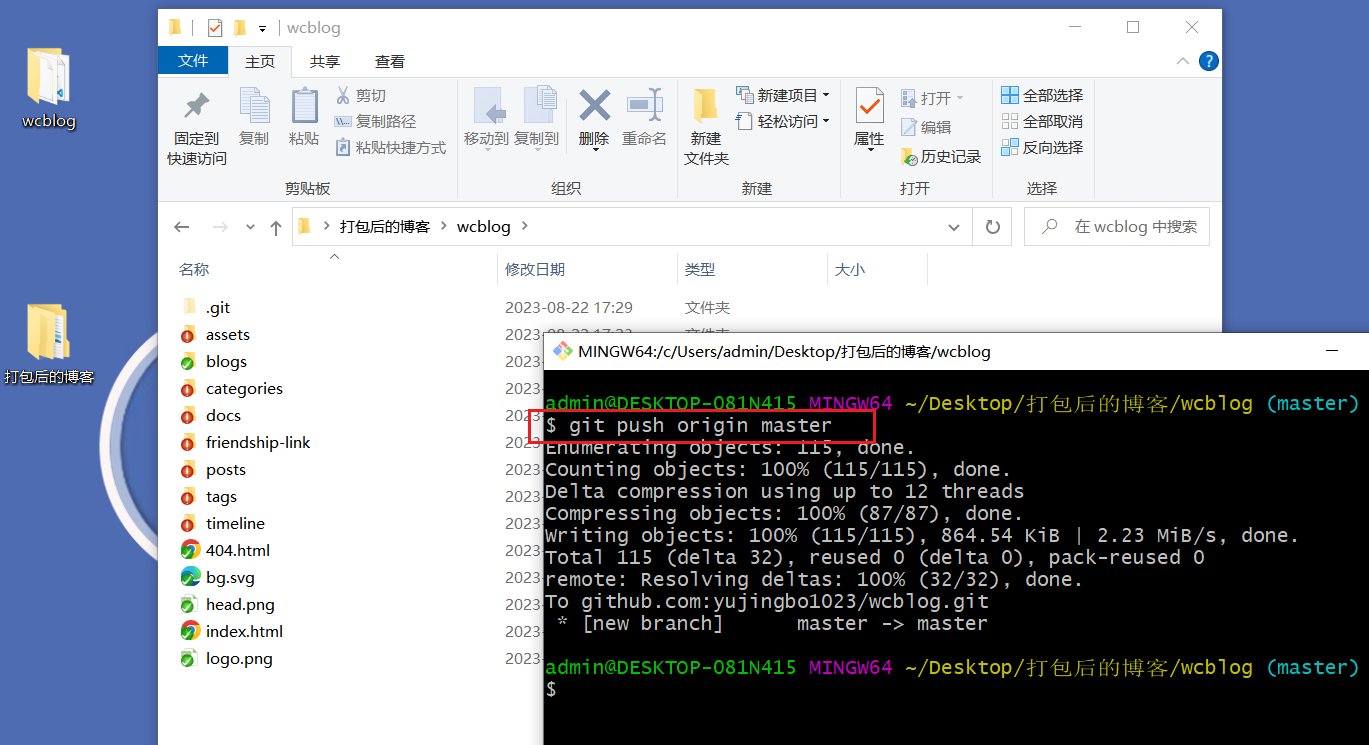 wcblog
打包后的博客
wcblog
文件 主页 共享 查看
固定到
快速访问
复制
粘贴
剪切
复制路径
粘贴快捷方式
剪贴板
移动到 复制到 删除 重命名
组织
新建
文件夹
新建项目
轻松访问
新建
属性
打开
编辑
历史记录
打开
全部选择
全部取消
反向选择
选择
打包后的博客 wcblog
在 wcblog 中搜索
名称 修改日期 类型 大小
.git 2023-08-22 17:29 文件夹
assets
blogs 2023-
categories 2023-
docs 2023-
friendship-link 2023-
posts 2023-
tags 2023-
timeline 2023-
404.html 2023-
bg.svg 2023-
head.png 2023-
index.html 2023-
logo.png 2023-
MINGW64:/c/Users/admin/Desktop/打包后的博客/wcblog
admin@DESKTOP-081N415 MINGW64 ~/Desktop/打包后的博客/wcblog (master)
$ git push origin master
Enumerating objects: 115, done.
Counting objects: 100% (115/115), done.
Delta compression using up to 12 threads
Compressing objects: 100% (87/87), done.
Writing objects: 100% (115/115), 864.54 KiB | 2.23 MiB/s, done.
Total 115 (delta 32), reused 0 (delta 0), pack-reused 0
remote: Resolving deltas: 100% (32/32), done.
To github.com:yujingbo1023/wcblog.git
* [new branch] master -> master
admin@DESKTOP-081N415 MINGW64 ~/Desktop/打包后的博客/wcblog (master)
$